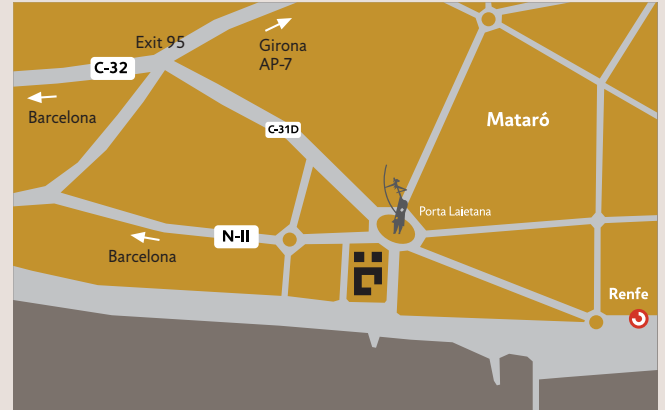 Exit 95
Girona
AP-7
C-32
Barcelona
C-31D
Mataró
Porta Laietana
N-II
Barcelona
Renfe